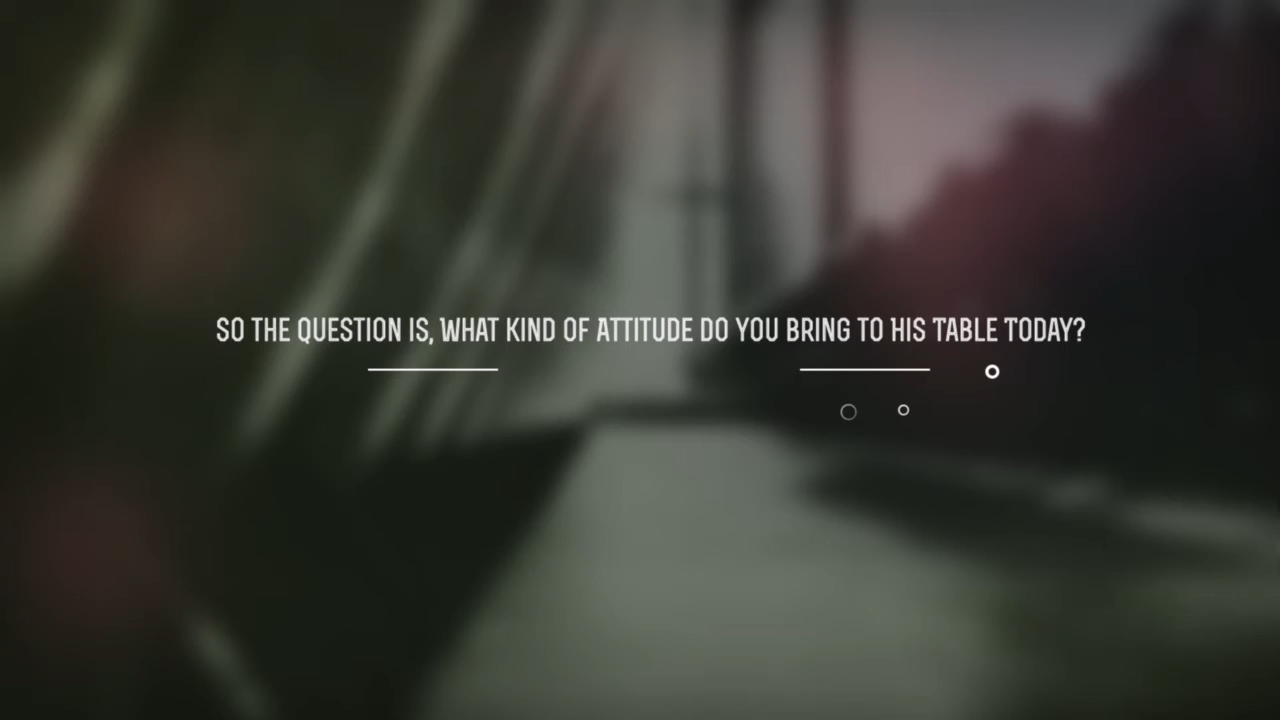 SO THE QUESTION IS, WHAT KIND OF ATTITUDE DO YOU BRING TO HIS TABLE TODAY?